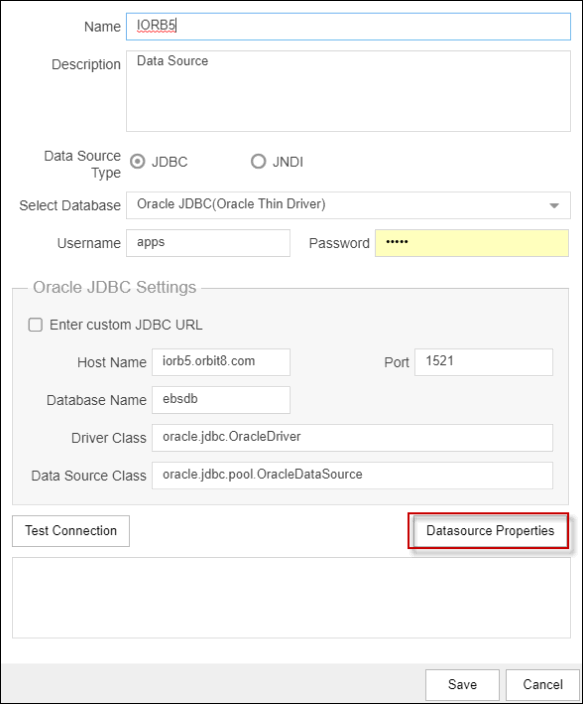 Name IORB5
Description Data Source
Data Source Type JDBC JNDI
Select Database Oracle JDBC(Oracle Thin Driver)
Username apps Password •••••
Oracle JDBC Settings
Enter custom JDBC URL
Host Name iorb5.orbit8.com Port 1521
Database Name ebsdb
Driver Class oracle.jdbc.OracleDriver
Data Source Class oracle.jdbc.pool.OracleDataSource
Test Connection Datasource Properties
Save Cancel